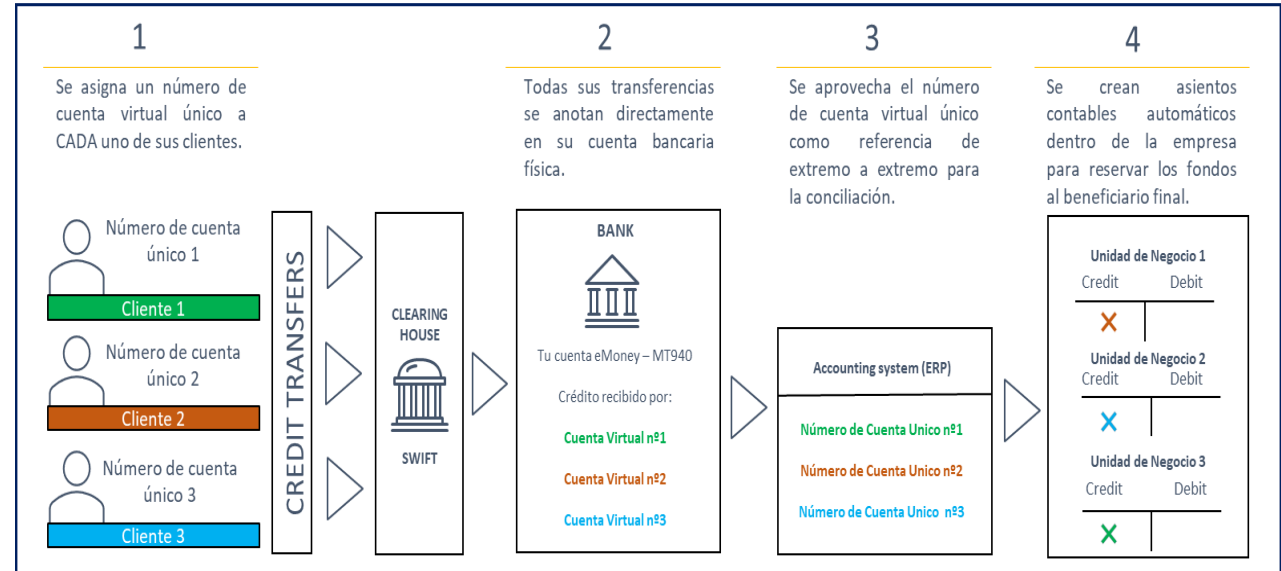 1
Se asigna un número de
cuenta virtual único a
CADA uno de sus clientes.
2
Todas sus transferencias
se anotan directamente
en su cuenta bancaria
física.
3
Se aprovecha el número
de cuenta virtual único
como referencia de
extremo a extremo para
la conciliación.
4
Se crean asientos
contables automáticos
dentro de la empresa
para reservar los fondos
al beneficiario final.
Número de cuenta
único 1
Cliente 1
Número de cuenta
único 2
Cliente 2
Número de cuenta
único 3
Cliente 3
CREDIT TRANSFERS
CLEARING
HOUSE
SWIFT
BANK
Tu cuenta eMoney – MT940
Crédito recibido por:
Cuenta Virtual nº1
Cuenta Virtual nº2
Cuenta Virtual nº3
Accounting system (ERP)
Número de Cuenta Unico nº1
Número de Cuenta Unico nº2
Número de Cuenta Unico nº3
Unidad de Negocio 1
Credit Debit
Unidad de Negocio 2
Credit Debit
Unidad de Negocio 3
Credit Debit